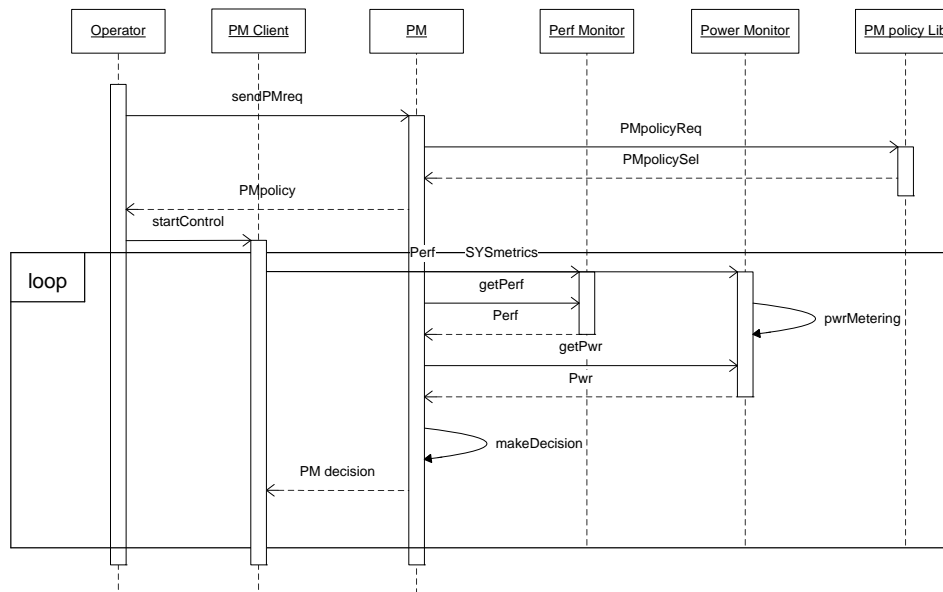 Operator PM Client PM Perf Monitor Power Monitor PM policy Lib
sendPMreq
PMpolicyReq
PMpolicySel
PMpolicy
startControl
Perf SYSmetrics
loop
getPerf
Perf
pwrMetering
getPwr
Pwr
makeDecision
PM decision